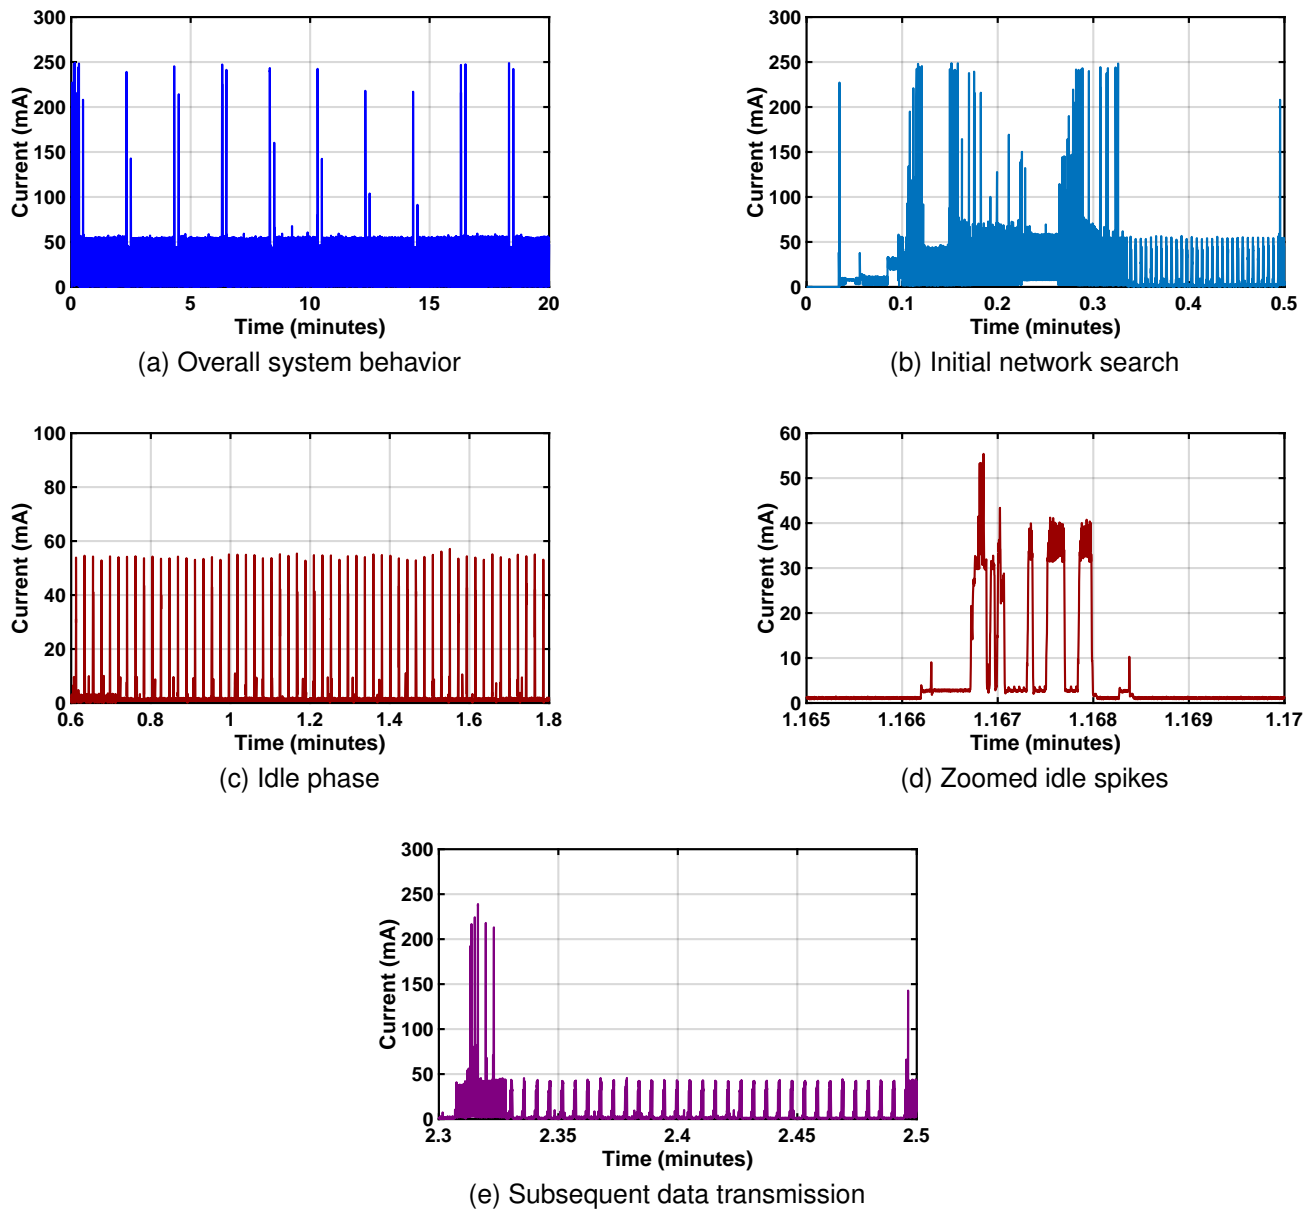 300
250
200
150
100
50
0
Current (mA)
0 5 10 15 20
Time (minutes)
(a) Overall system behavior
300
250
200
150
100
50
0
Current (mA)
0 0.1 0.2 0.3 0.4 0.5
Time (minutes)
(b) Initial network search
100
80
60
40
20
0
Current (mA)
0.6 0.8 1 1.2 1.4 1.6 1.8
Time (minutes)
(c) Idle phase
60
50
40
30
20
10
0
Current (mA)
1.165 1.166 1.167 1.168 1.169 1.17
Time (minutes)
(d) Zoomed idle spikes
300
250
200
150
100
50
0
Current (mA)
2.3 2.35 2.4 2.45 2.5
Time (minutes)
(e) Subsequent data transmission